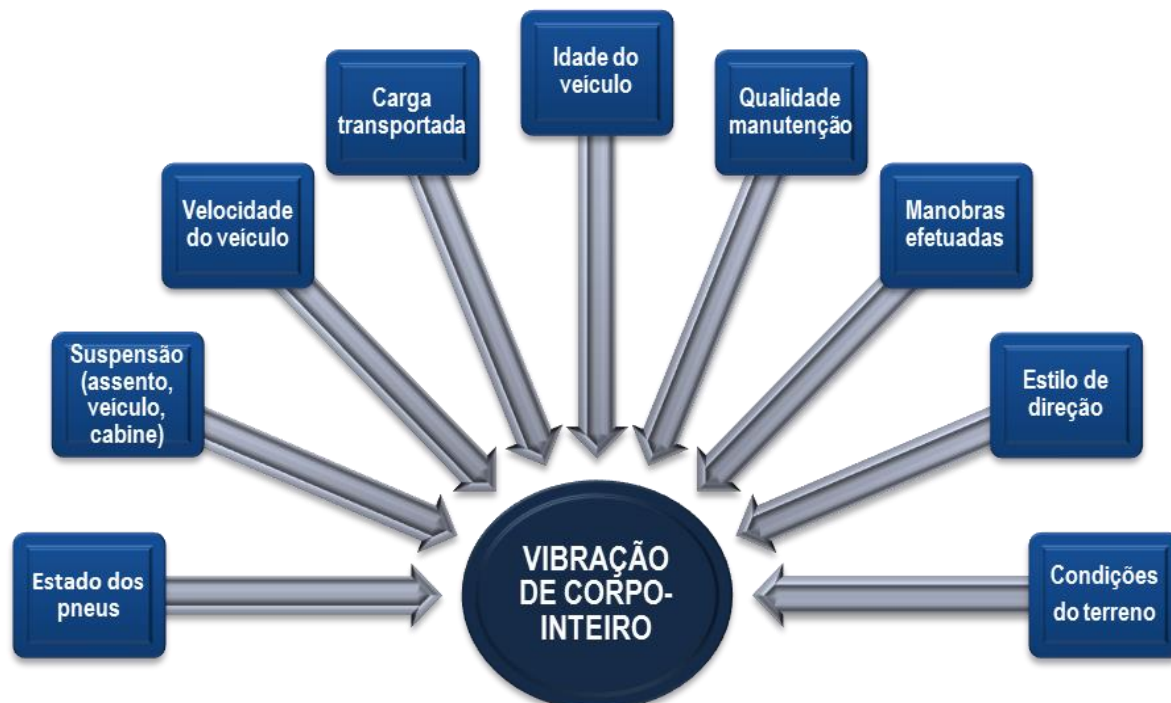 Idade do
veículo
Carga
transportada
Qualidade
manutenção
Velocidade
do veículo
Manobras
efetuadas
Suspensão
(assento,
veículo,
cabine)
Estilo de
direção
Estado dos
pneus
VIBRAÇÃO
DE CORPO-
INTEIRO
Condições
do terreno